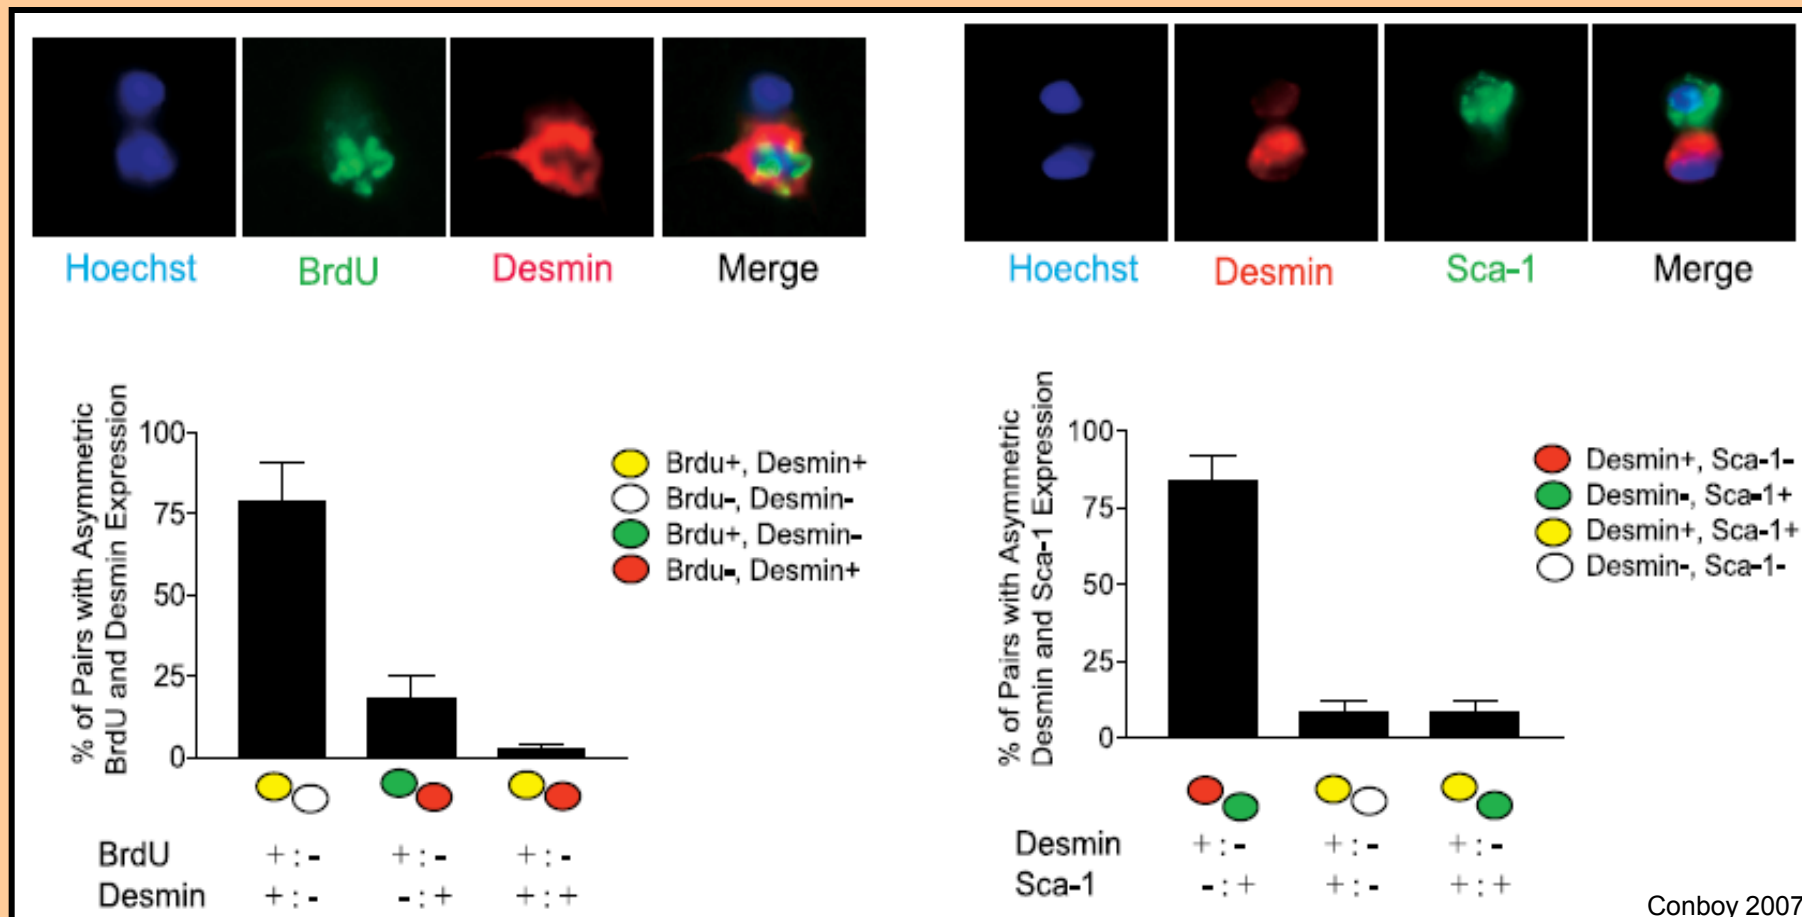 Hoechst BrdU Desmin Merge
Hoechst Desmin Sca-1 Merge
% of Pairs with Asymmetric
BrdU and Desmin Expression
100
75
50
25
0
Brdu+, Desmin+
Brdu-, Desmin-
Brdu+, Desmin-
Brdu-, Desmin+
BrdU +:- +:- +:-
Desmin +:- -:+ +:+
% of Pairs with Asymmetric
Desmin and Sca-1 Expression
100
75
50
25
0
Desmin+, Sca-1-
Desmin-, Sca-1+
Desmin+, Sca-1+
Desmin-, Sca-1-
Desmin +:- +:- +:-
Sca-1 -:+ +:- +:+
Conboy 2007